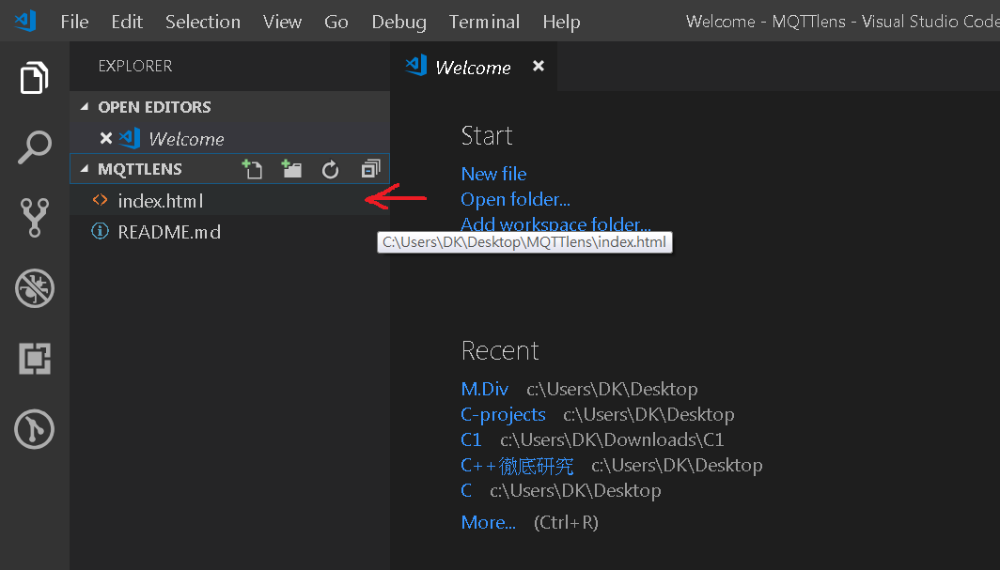 File Edit Selection View Go Debug Terminal Help Welcome - MQTTlens - Visual Studio Code
EXPLORER
Welcome
OPEN EDITORS
Welcome
MQTTLENS
index.html
README.md
Start
New file
Open folder...
Add workspace folder...
C:\Users\DK\Desktop\MQTTlens\index.html
Recent
M.Div c:\Users\DK\Desktop
C-projects c:\Users\DK\Desktop
C1 c:\Users\DK\Downloads\C1
C++徹底研究 c:\Users\DK\Desktop
C c:\Users\DK\Desktop
More... (Ctrl+R)